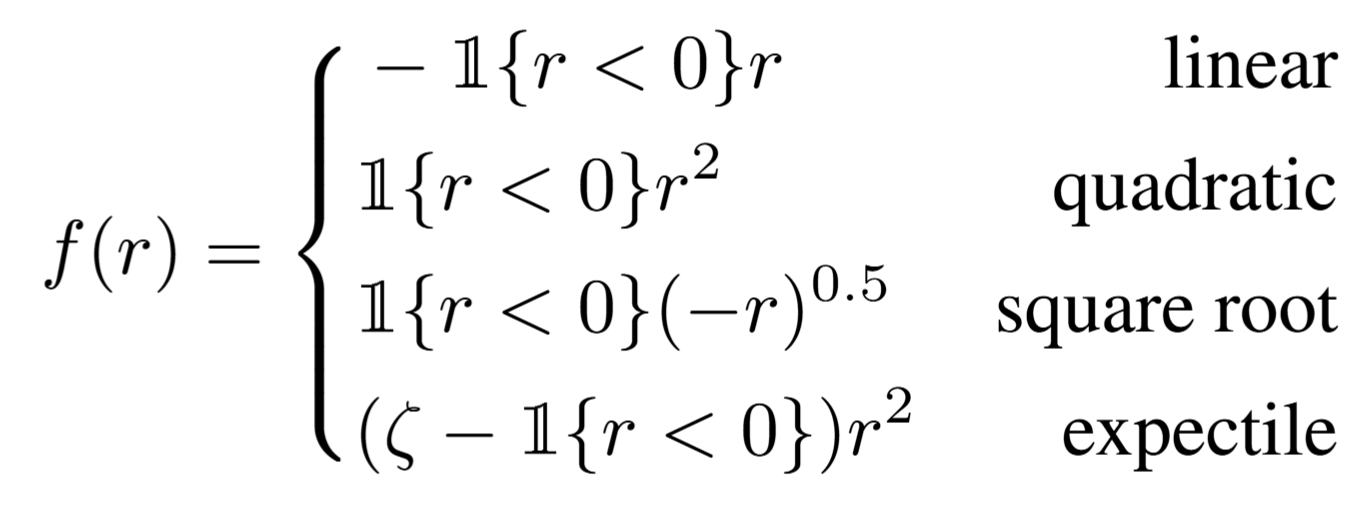 − 𝟙{r < 0}r linear
𝟙{r < 0}r² quadratic
f(r) =
𝟙{r < 0}(−r)^0.5 square root
(ζ − 𝟙{r < 0})r² expectile